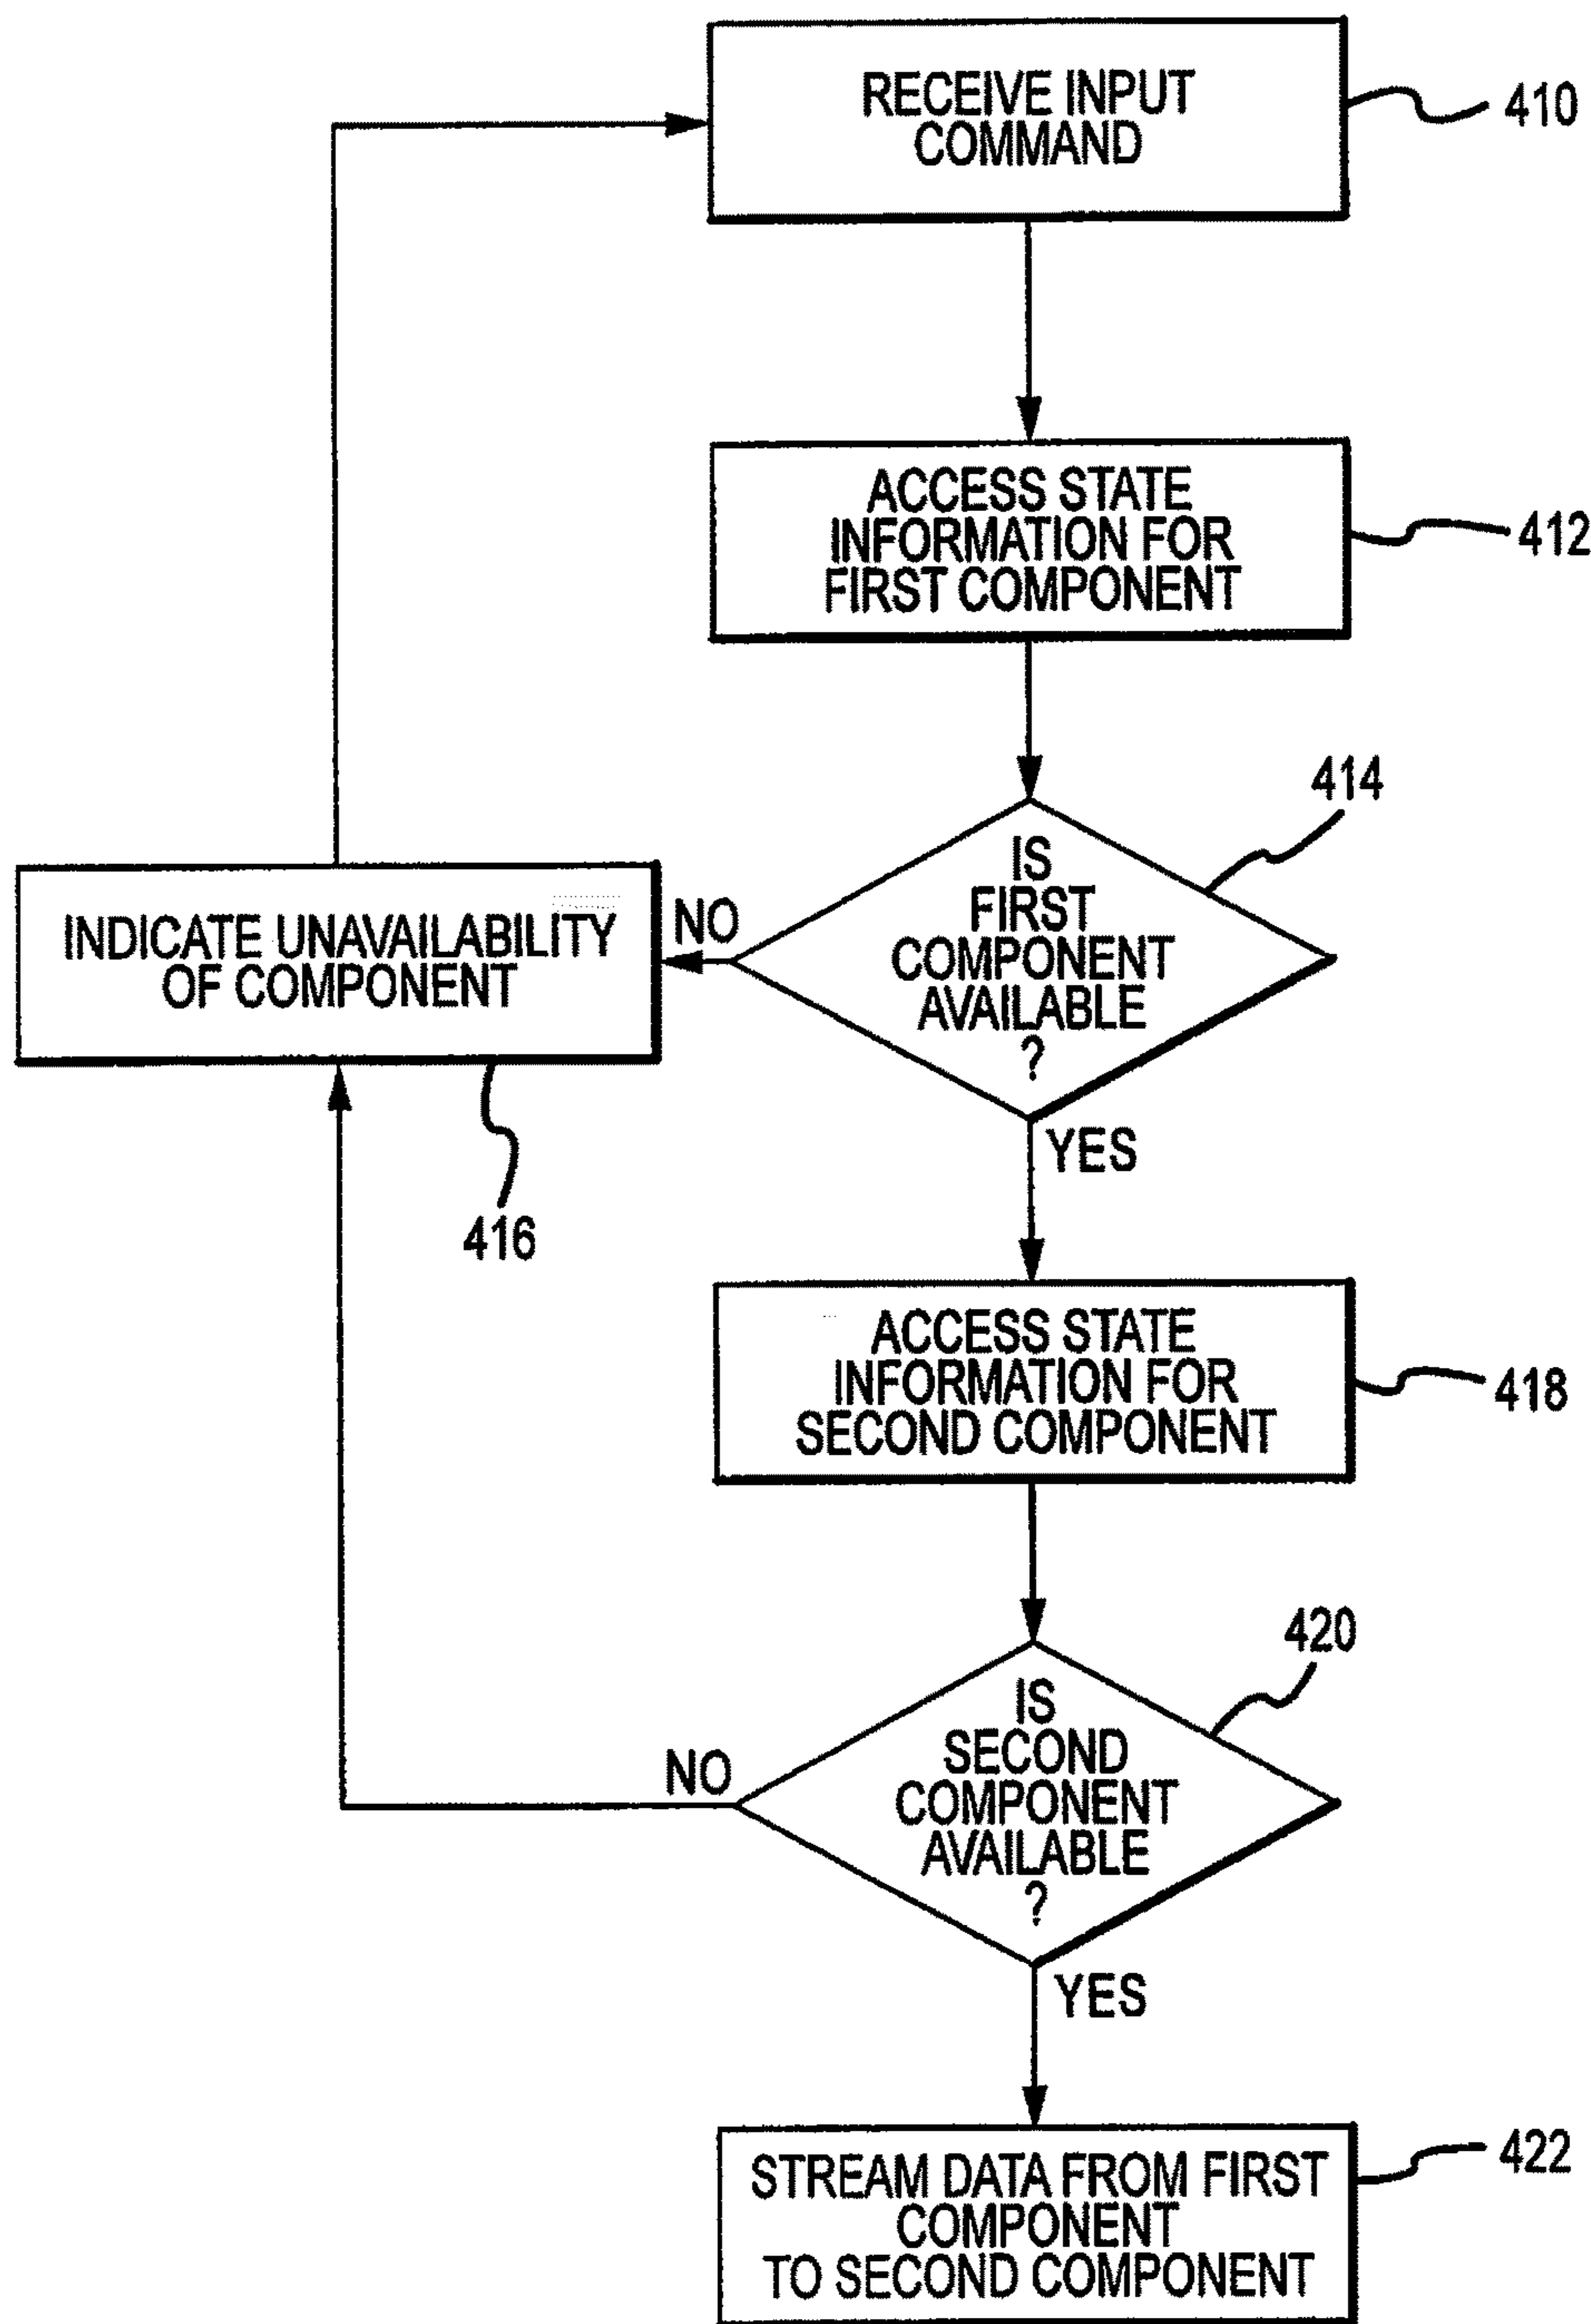 RECEIVE INPUT
COMMAND
410
ACCESS STATE
INFORMATION FOR
FIRST COMPONENT
412
414
IS
FIRST
COMPONENT
AVAILABLE
?
NO
INDICATE UNAVAILABILITY
OF COMPONENT
416
YES
ACCESS STATE
INFORMATION FOR
SECOND COMPONENT
418
420
IS
SECOND
COMPONENT
AVAILABLE
?
NO
YES
STREAM DATA FROM FIRST
COMPONENT
TO SECOND COMPONENT
422